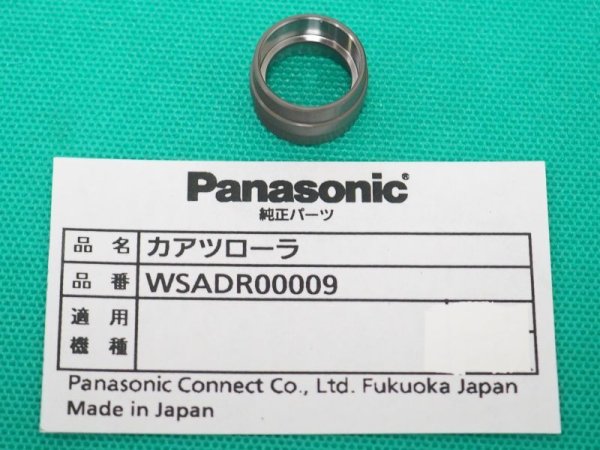 Panasonic
純正パーツ
品名 カアツローラ
品番 WSADR00009
適用
機種
Panasonic Connect Co., Ltd. Fukuoka Japan
Made in Japan